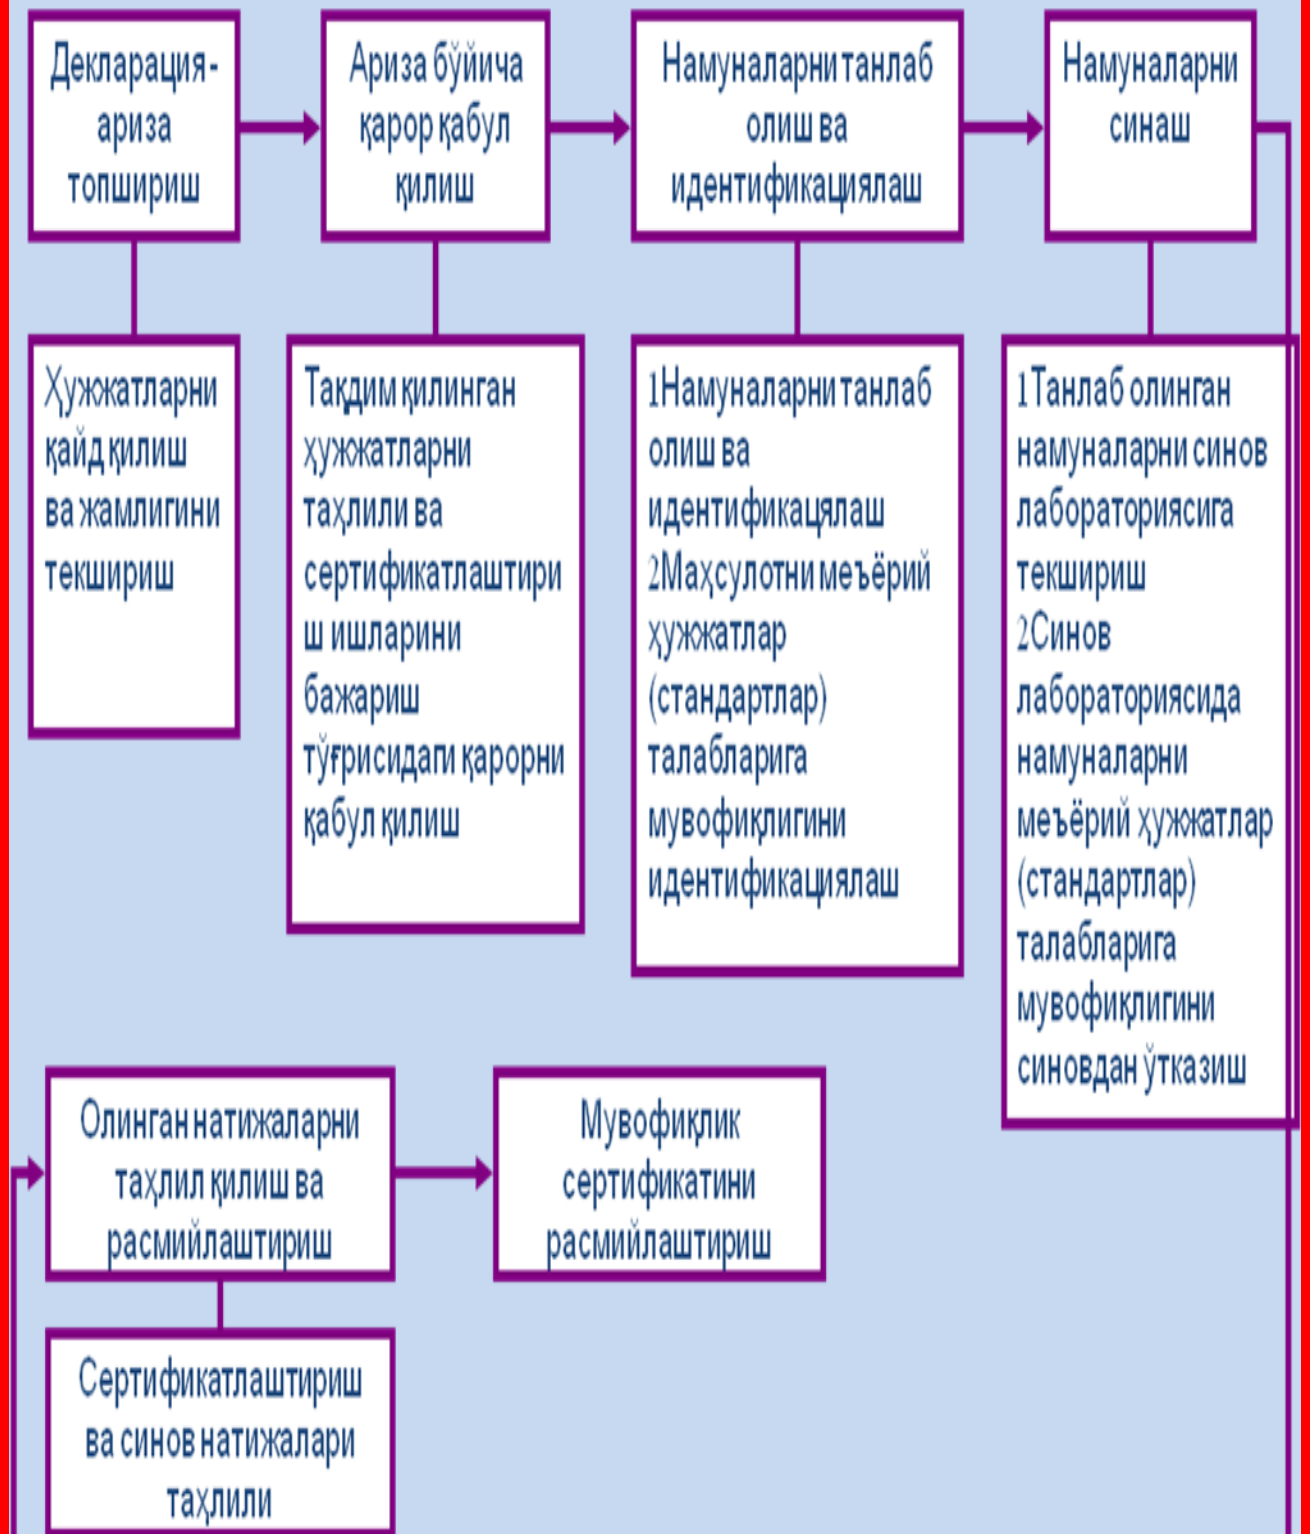 Декларация-
ариза
топшириш
Ариза бўйича
қарор қабул
қилиш
Намуналарни танлаб
олиш ва
идентификациялаш
Намуналарни
синаш
Ҳужжатларни
қайд қилиш
ва жамлигини
текшириш
Тақдим қилинган
ҳужжатларни
таҳлили ва
сертификатлаштири
ш ишларини
бажариш
тўғрисидаги қарорни
қабул қилиш
1Намуналарни танлаб
олиш ва
идентификацялаш
2Маҳсулотни меъёрий
ҳужжатлар
(стандартлар)
талабларига
мувофиқлигини
идентификациялаш
1Танлаб олинган
намуналарни синов
лабораториясига
текшириш
2Синов
лабораториясида
намуналарни
меъёрий ҳужжатлар
(стандартлар)
талабларига
мувофиқлигини
синовдан ўтказиш
Олинган натижаларни
таҳлил қилиш ва
расмийлаштириш
Мувофиқлик
сертификатини
расмийлаштириш
Сертификатлаштириш
ва синов натижалари
таҳлили